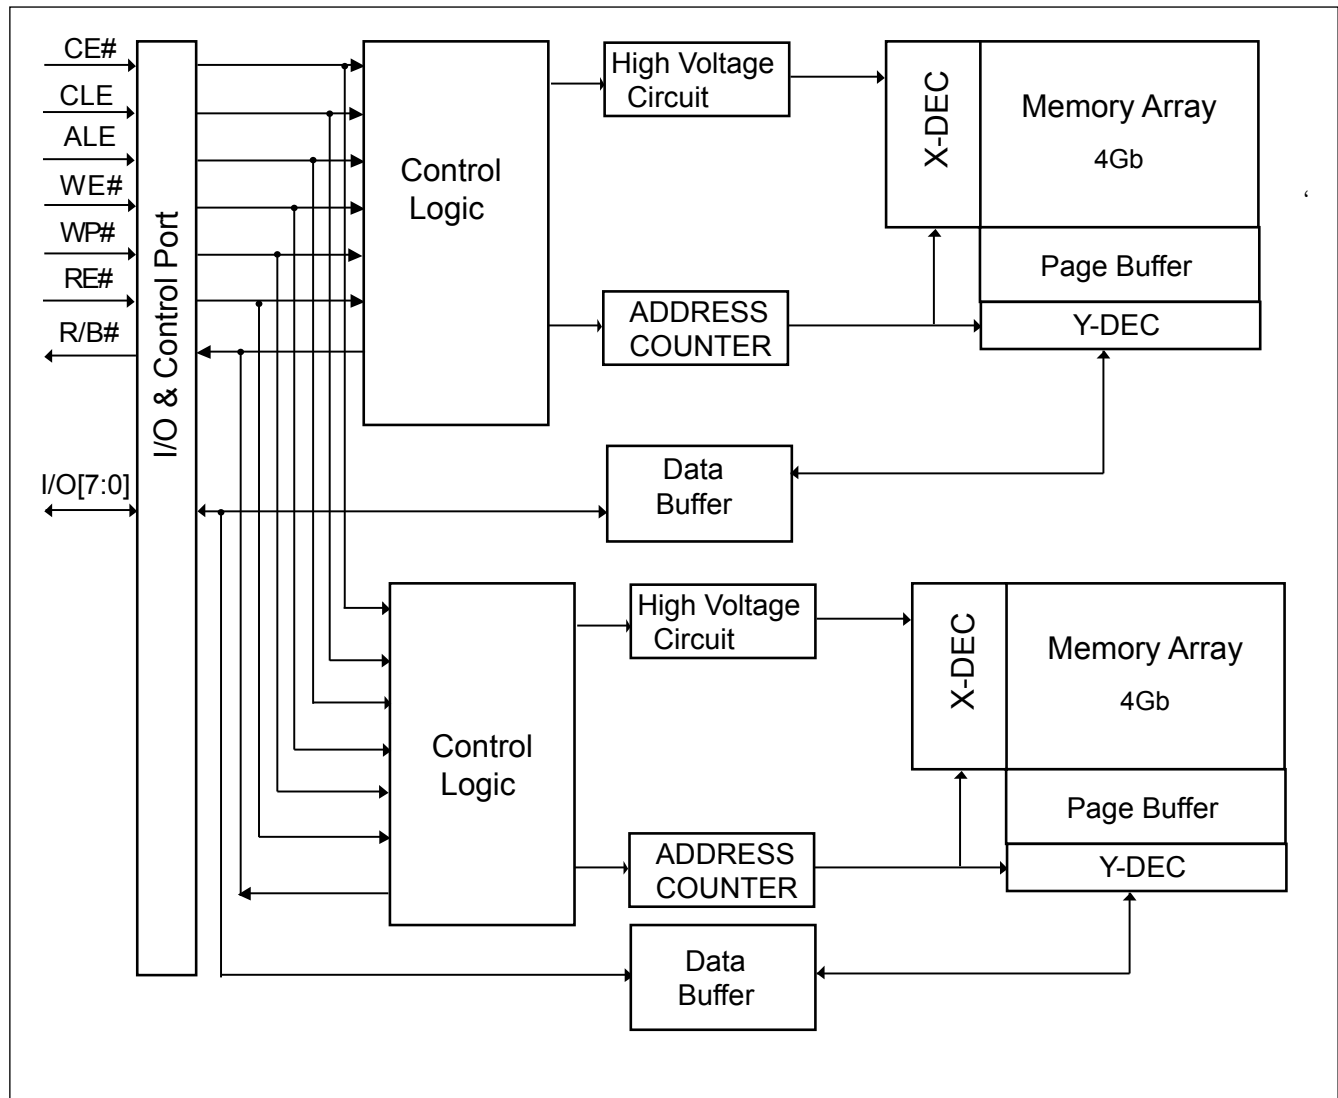 CE#
CLE
ALE
WE#
WP#
RE#
R/B#
I/O[7:0]
I/O & Control Port
Control
Logic
High Voltage
Circuit
X-DEC
Memory Array
4Gb
Page Buffer
Y-DEC
ADDRESS
COUNTER
Data
Buffer
Control
Logic
High Voltage
Circuit
X-DEC
Memory Array
4Gb
Page Buffer
Y-DEC
ADDRESS
COUNTER
Data
Buffer
‘